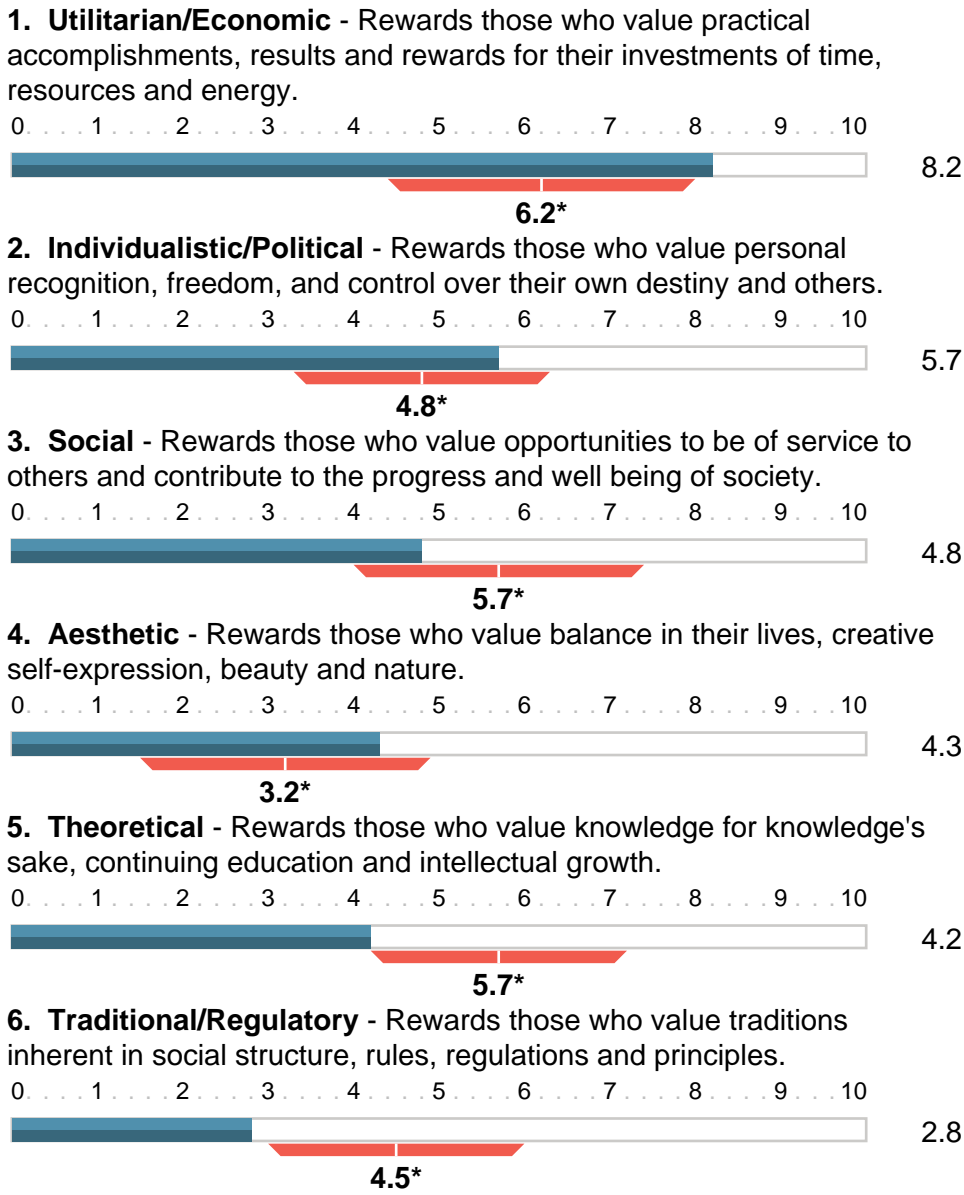 1. Utilitarian/Economic - Rewards those who value practical
accomplishments, results and rewards for their investments of time,
resources and energy.
0. . . . 1 . . . . 2 . . . . 3 . . . . 4 . . . . 5 . . . . 6 . . . . 7 . . . . 8 . . . . 9 . . . 10
8.2
6.2*
2. Individualistic/Political - Rewards those who value personal
recognition, freedom, and control over their own destiny and others.
0. . . . 1 . . . . 2 . . . . 3 . . . . 4 . . . . 5 . . . . 6 . . . . 7 . . . . 8 . . . . 9 . . . 10
5.7
4.8*
3. Social - Rewards those who value opportunities to be of service to
others and contribute to the progress and well being of society.
0. . . . 1 . . . . 2 . . . . 3 . . . . 4 . . . . 5 . . . . 6 . . . . 7 . . . . 8 . . . . 9 . . . 10
4.8
5.7*
4. Aesthetic - Rewards those who value balance in their lives, creative
self-expression, beauty and nature.
0. . . . 1 . . . . 2 . . . . 3 . . . . 4 . . . . 5 . . . . 6 . . . . 7 . . . . 8 . . . . 9 . . . 10
4.3
3.2*
5. Theoretical - Rewards those who value knowledge for knowledge's
sake, continuing education and intellectual growth.
0. . . . 1 . . . . 2 . . . . 3 . . . . 4 . . . . 5 . . . . 6 . . . . 7 . . . . 8 . . . . 9 . . . 10
4.2
5.7*
6. Traditional/Regulatory - Rewards those who value traditions
inherent in social structure, rules, regulations and principles.
0. . . . 1 . . . . 2 . . . . 3 . . . . 4 . . . . 5 . . . . 6 . . . . 7 . . . . 8 . . . . 9 . . . 10
2.8
4.5*